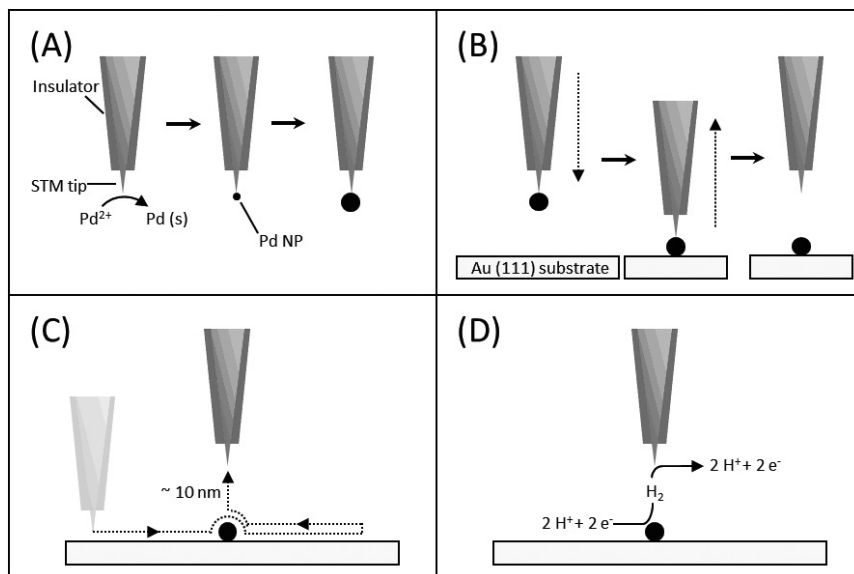 (A)
Insulator
STM tip
Pd²⁺
Pd (s)
Pd NP
(B)
Au (111) substrate
(C)
~ 10 nm
(D)
2 H⁺+ 2 e⁻
H₂
2 H⁺+ 2 e⁻